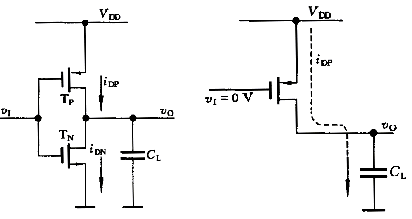 V_DD
i_DP
T_P
v_I
v_O
T_N
i_DN
C_L
V_DD
i_DP
v_I = 0 V
v_O
C_L